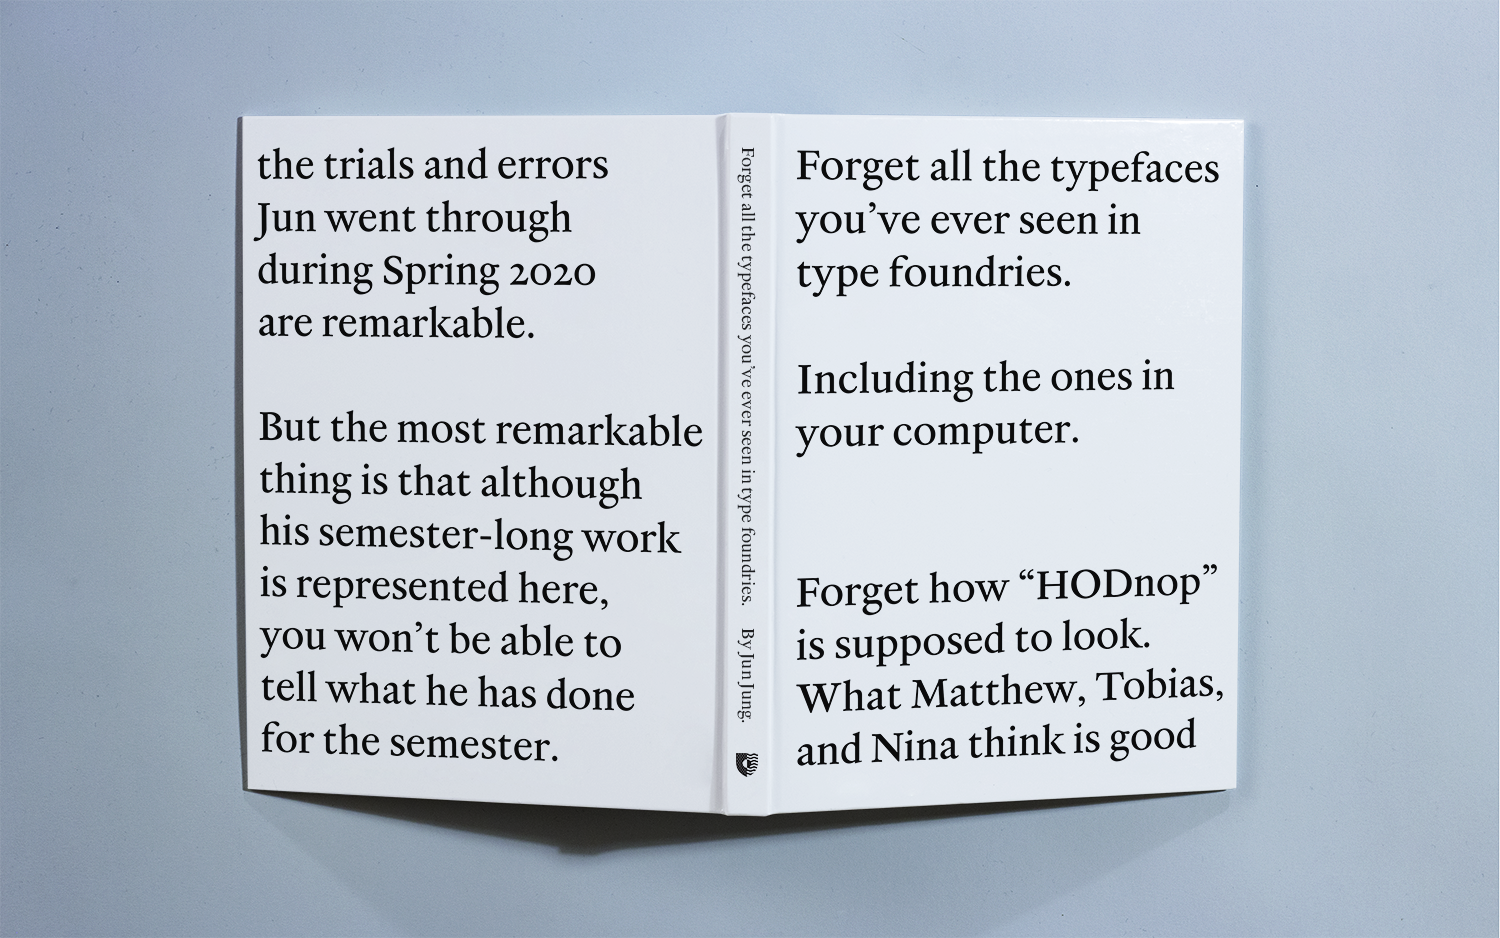 the trials and errors
Jun went through
during Spring 2020
are remarkable.
But the most remarkable
thing is that although
his semester-long work
is represented here,
you won’t be able to
tell what he has done
for the semester.
Forget all the typefaces you’ve ever seen in type foundries. By Jun Jung.
Forget all the typefaces
you’ve ever seen in
type foundries.
Including the ones in
your computer.
Forget how “HODnop”
is supposed to look.
What Matthew, Tobias,
and Nina think is good